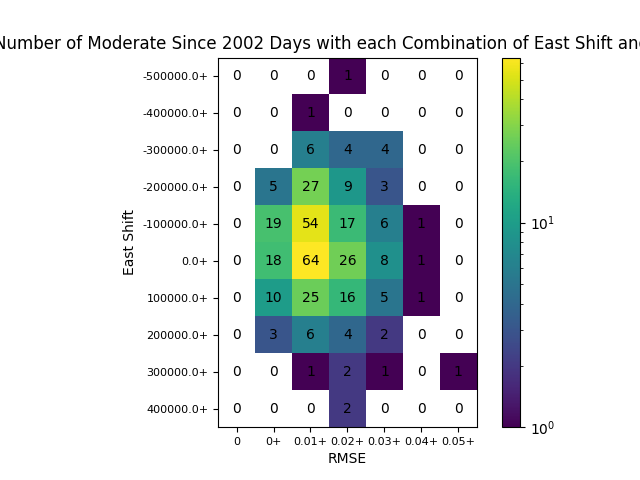 Number of Moderate Since 2002 Days with each Combination of East Shift an
-500000.0+ 0 0 0 1 0 0 0
-400000.0+ 0 0 1 0 0 0 0
-300000.0+ 0 0 6 4 4 0 0
-200000.0+ 0 5 27 9 3 0 0
-100000.0+ 0 19 54 17 6 1 0
0.0+ 0 18 64 26 8 1 0
100000.0+ 0 10 25 16 5 1 0
200000.0+ 0 3 6 4 2 0 0
300000.0+ 0 0 1 2 1 0 1
400000.0+ 0 0 0 2 0 0 0
0 0+ 0.01+ 0.02+ 0.03+ 0.04+ 0.05+
RMSE
East Shift
10¹
10⁰